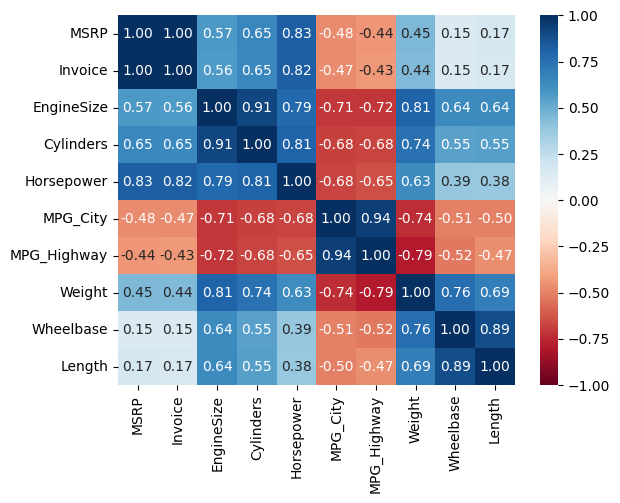 MSRP 1.00 1.00 0.57 0.65 0.83 -0.48 -0.44 0.45 0.15 0.17
Invoice 1.00 1.00 0.56 0.65 0.82 -0.47 -0.43 0.44 0.15 0.17
EngineSize 0.57 0.56 1.00 0.91 0.79 -0.71 -0.72 0.81 0.64 0.64
Cylinders 0.65 0.65 0.91 1.00 0.81 -0.68 -0.68 0.74 0.55 0.55
Horsepower 0.83 0.82 0.79 0.81 1.00 -0.68 -0.65 0.63 0.39 0.38
MPG_City -0.48 -0.47 -0.71 -0.68 -0.68 1.00 0.94 -0.74 -0.51 -0.50
MPG_Highway -0.44 -0.43 -0.72 -0.68 -0.65 0.94 1.00 -0.79 -0.52 -0.47
Weight 0.45 0.44 0.81 0.74 0.63 -0.74 -0.79 1.00 0.76 0.69
Wheelbase 0.15 0.15 0.64 0.55 0.39 -0.51 -0.52 0.76 1.00 0.89
Length 0.17 0.17 0.64 0.55 0.38 -0.50 -0.47 0.69 0.89 1.00
MSRP
Invoice
EngineSize
Cylinders
Horsepower
MPG_City
MPG_Highway
Weight
Wheelbase
Length
1.00
0.75
0.50
0.25
0.00
−0.25
−0.50
−0.75
−1.00